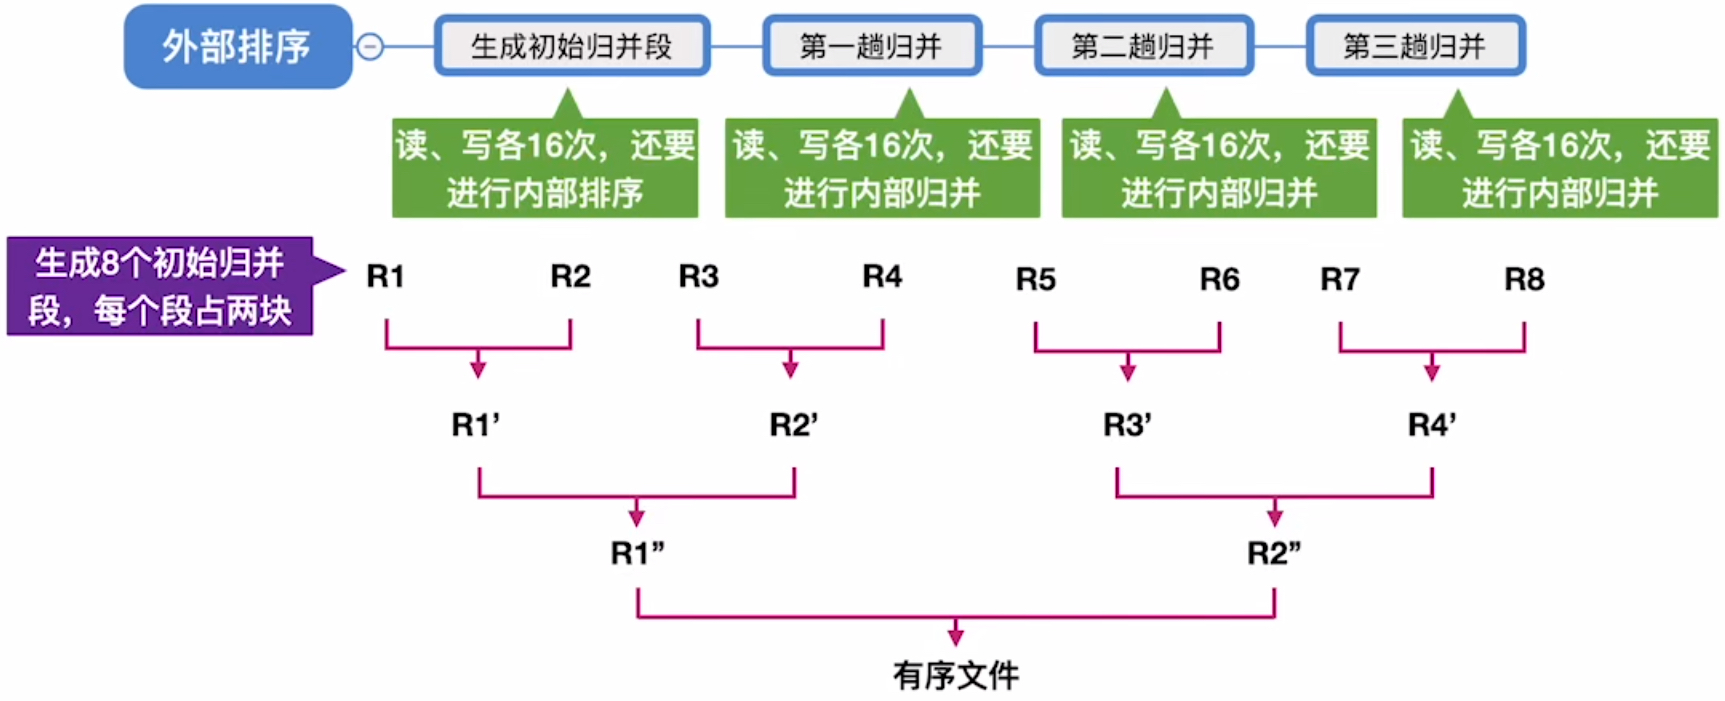 外部排序
生成初始归并段
第一趟归并
第二趟归并
第三趟归并
读、写各16次，还要
进行内部排序
读、写各16次，还要
进行内部归并
读、写各16次，还要
进行内部归并
读、写各16次，还要
进行内部归并
生成8个初始归并
段，每个段占两块
R1 R2 R3 R4 R5 R6 R7 R8
R1’ R2’ R3’ R4’
R1” R2”
有序文件